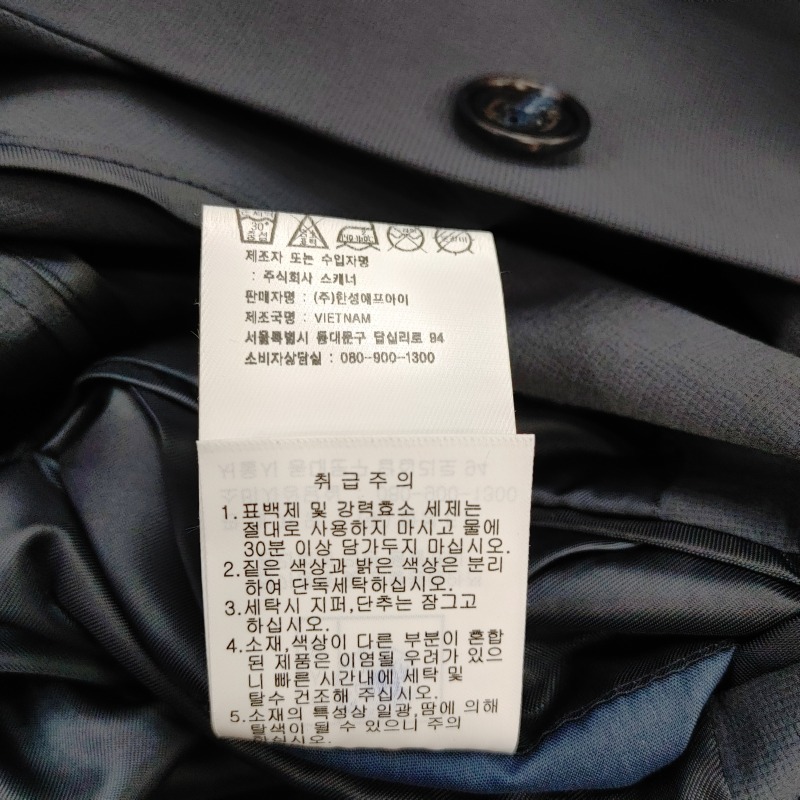 30°
중성
제조자 또는 수입자명
: 주식회사 스캐너
판매자명 : (주)한성에프아이
제조국명 : VIETNAM
서울특별시 동대문구 답십리로 94
소비자상담실 : 080-900-1300
취급주의
1. 표백제 및 강력효소 세제는
절대로 사용하지 마시고 물에
30분 이상 담가두지 마십시오.
2. 짙은 색상과 밝은 색상은 분리
하여 단독세탁하십시오.
3. 세탁시 지퍼,단추는 잠그고
하십시오.
4. 소재,색상이 다른 부분이 혼합
된 제품은 이염될 우려가 있으
니 빠른 시간내에 세탁 및
탈수 건조해 주십시오.
5. 소재의 특성상 일광,땀에 의해
탈색이 될 수 있으니 주의
하십시오.